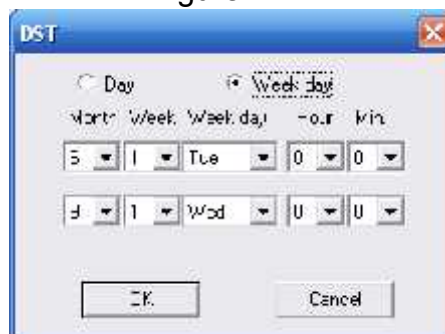 DST
Day Week day
Month Week Week day Hour Min
1 Tue 0 0
1 Wed 0 0
OK Cancel